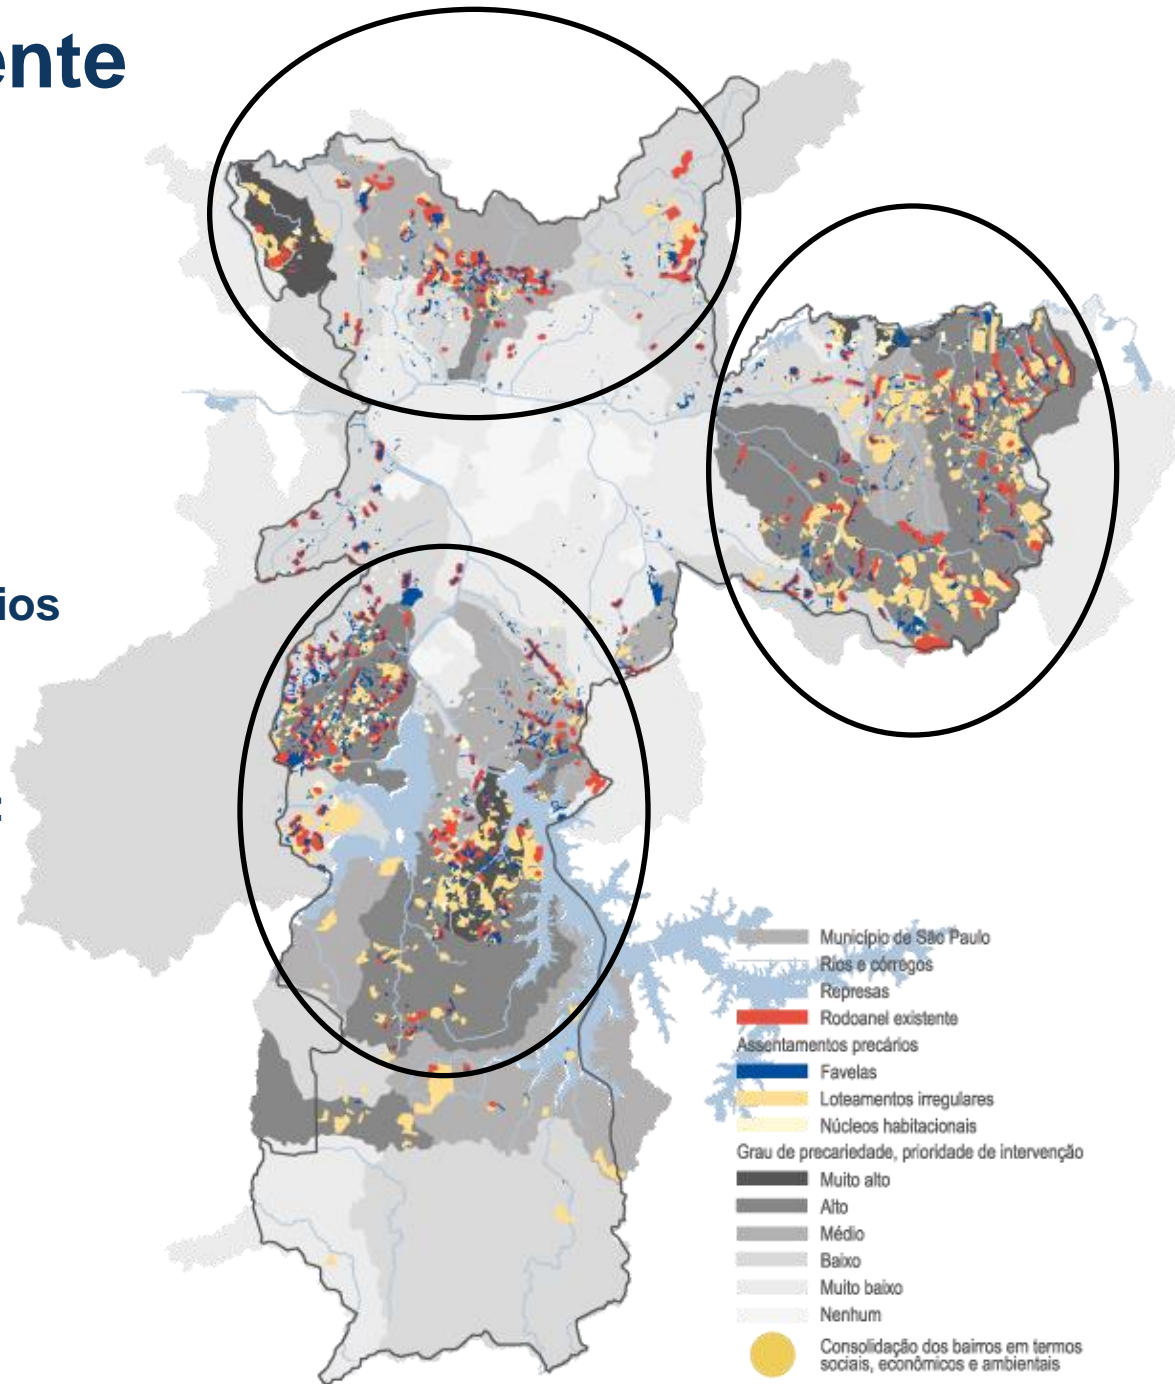 ente
ios
:
Município de São Paulo
Rios e córregos
Represas
Rodoanel existente
Assentamentos precários
Favelas
Loteamentos irregulares
Núcleos habitacionais
Grau de precariedade, prioridade de intervenção
Muito alto
Alto
Médio
Baixo
Muito baixo
Nenhum
Consolidação dos bairros em termos
sociais, econômicos e ambientais